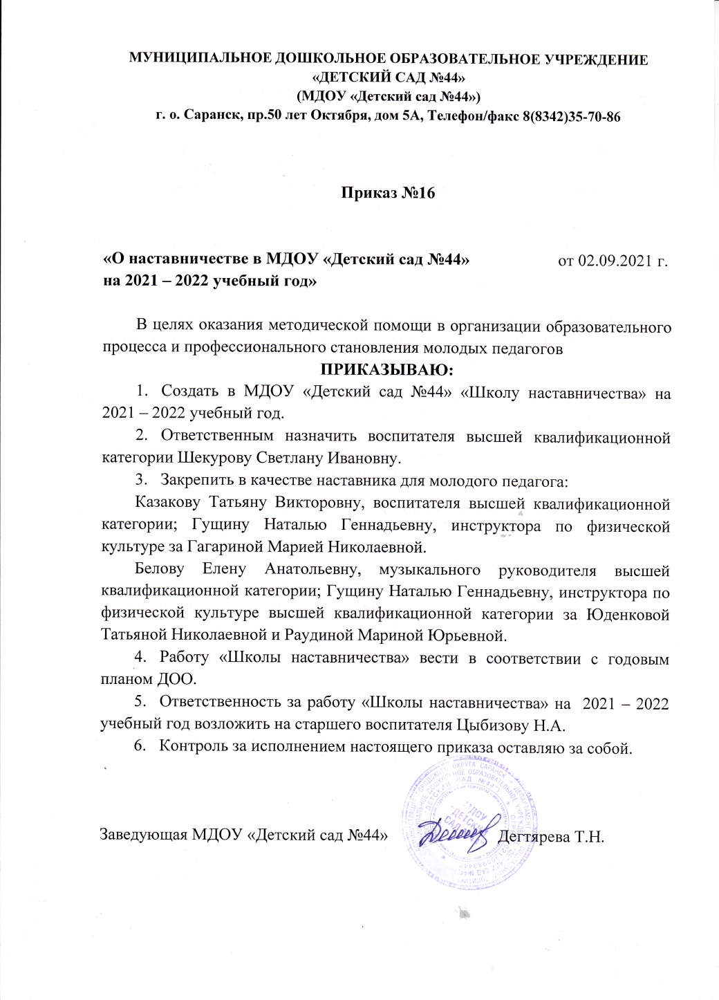 МУНИЦИПАЛЬНОЕ ДОШКОЛЬНОЕ ОБРАЗОВАТЕЛЬНОЕ УЧРЕЖДЕНИЕ
«ДЕТСКИЙ САД №44»
(МДОУ «Детский сад №44»)
г. о. Саранск, пр.50 лет Октября, дом 5А, Телефон/факс 8(8342)35-70-86
Приказ №16
«О наставничестве в МДОУ «Детский сад №44» от 02.09.2021 г.
на 2021 – 2022 учебный год»
В целях оказания методической помощи в организации образовательного
процесса и профессионального становления молодых педагогов
ПРИКАЗЫВАЮ:
1. Создать в МДОУ «Детский сад №44» «Школу наставничества» на
2021 – 2022 учебный год.
2. Ответственным назначить воспитателя высшей квалификационной
категории Шекурову Светлану Ивановну.
3. Закрепить в качестве наставника для молодого педагога:
Казакову Татьяну Викторовну, воспитателя высшей квалификационной
категории; Гущину Наталью Геннадьевну, инструктора по физической
культуре за Гагариной Марией Николаевной.
Белову Елену Анатольевну, музыкального руководителя высшей
квалификационной категории; Гущину Наталью Геннадьевну, инструктора по
физической культуре высшей квалификационной категории за Юденковой
Татьяной Николаевной и Раудиной Мариной Юрьевной.
4. Работу «Школы наставничества» вести в соответствии с годовым
планом ДОО.
5. Ответственность за работу «Школы наставничества» на 2021 – 2022
учебный год возложить на старшего воспитателя Цыбизову Н.А.
6. Контроль за исполнением настоящего приказа оставляю за собой.
Заведующая МДОУ «Детский сад №44» Дегтярева Т.Н.
МДОУ
"ДЕТСКИЙ
САД